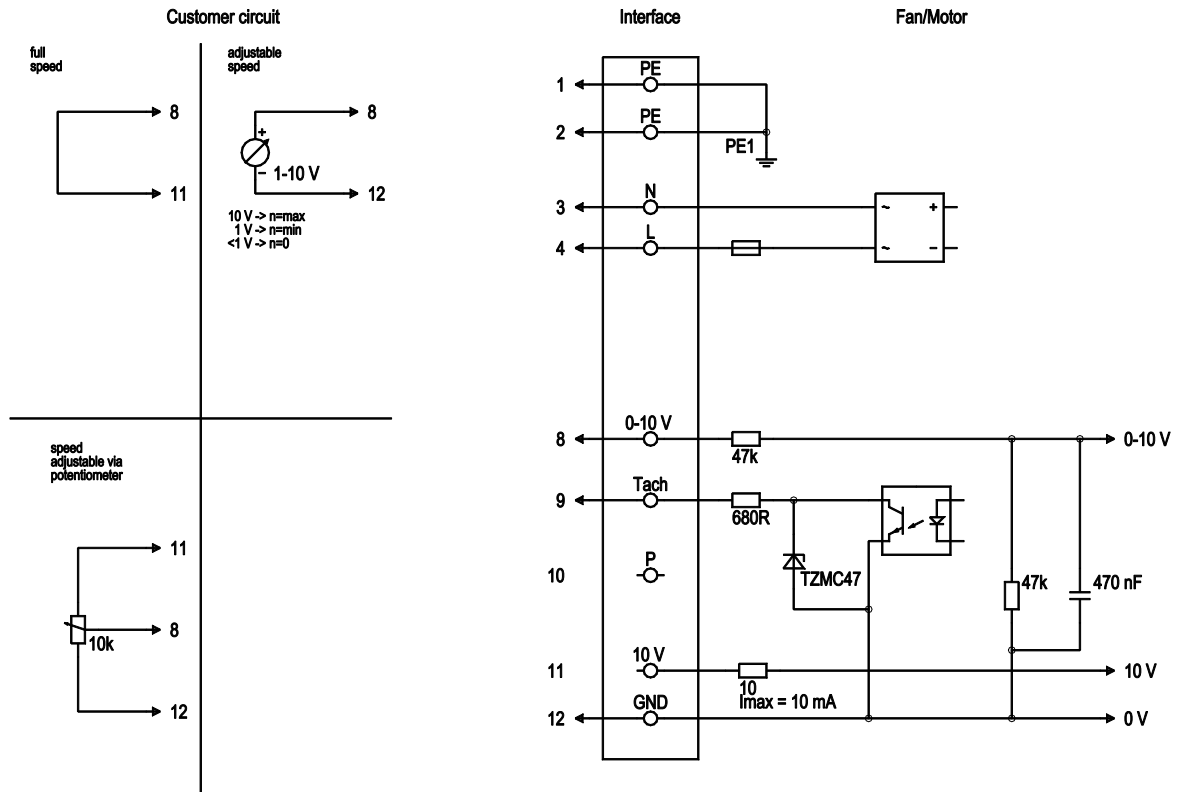 Customer circuit
Interface
Fan/Motor
full
speed
8
11
adjustable
speed
8
+
−
1-10 V
12
10 V -> n=max
1 V -> n=min
<1 V -> n=0
speed
adjustable via
potentiometer
11
8
10k
12
1
PE
2
PE
PE1
3
N
~
+
4
L
~
−
8
0-10 V
47k
0-10 V
9
Tach
680R
10
P
TZMC47
47k
470 nF
11
10 V
10
Imax = 10 mA
10 V
12
GND
0 V